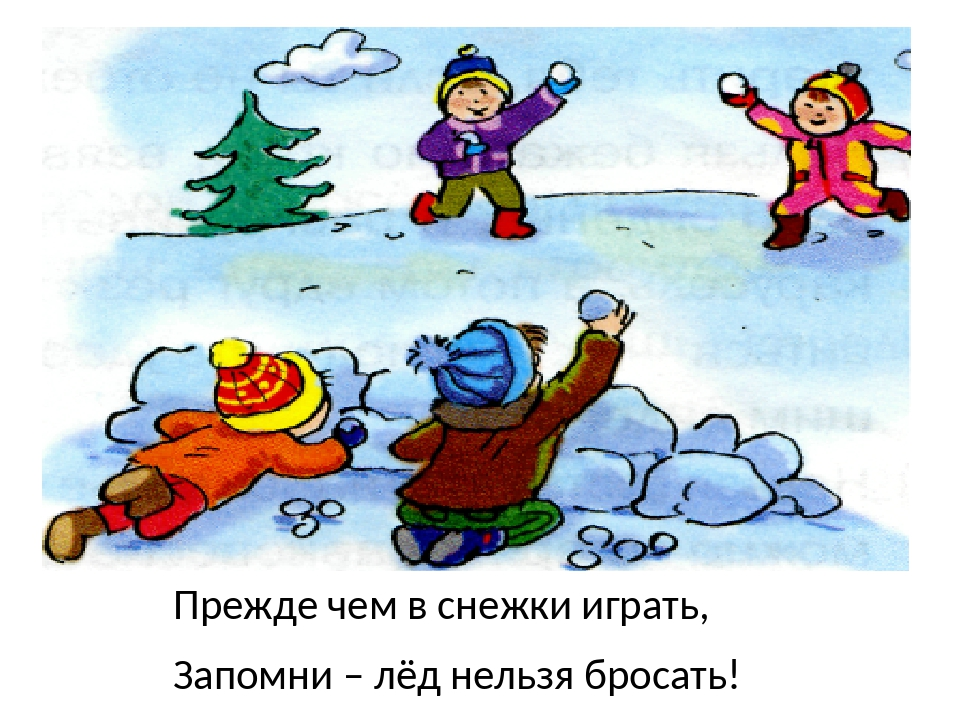 Прежде чем в снежки играть,
Запомни – лёд нельзя бросать!